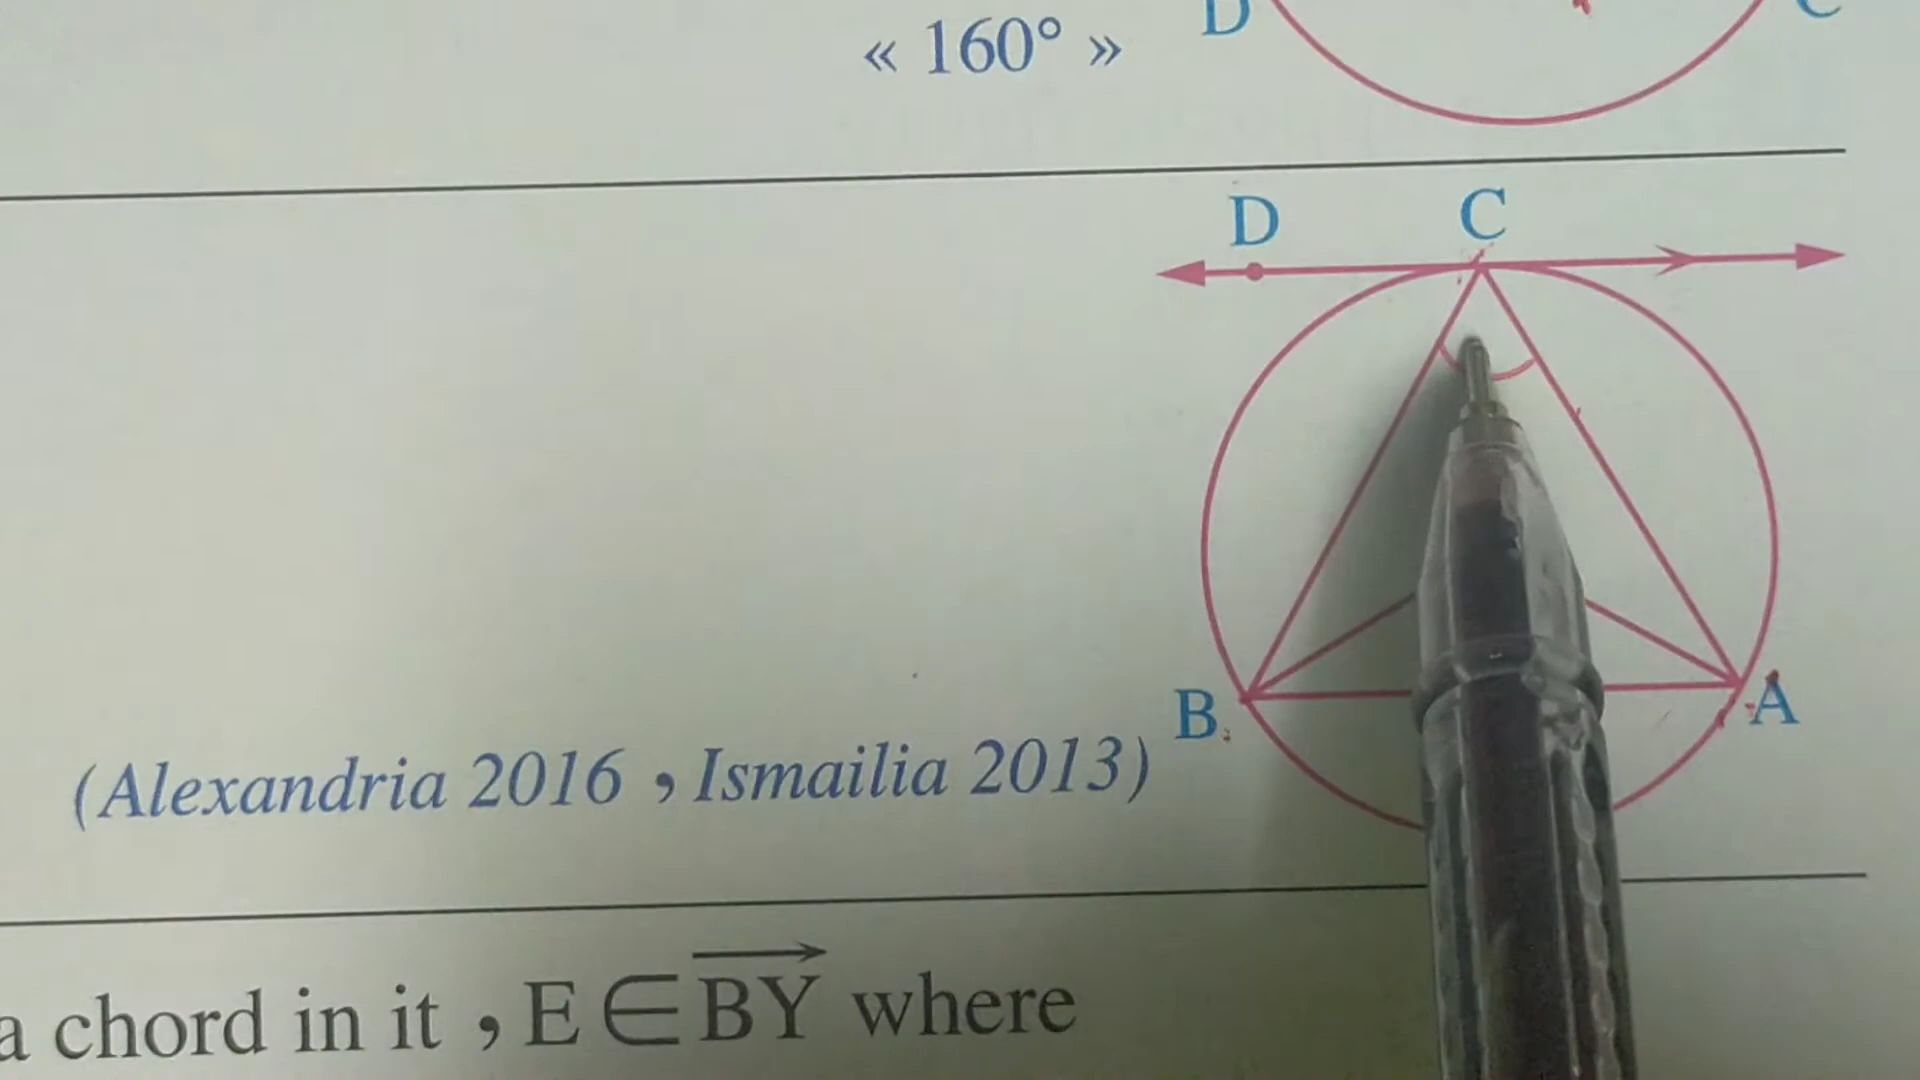 « 160° »
D
D C
B A
(Alexandria 2016 , Ismailia 2013)
a chord in it , E ∈ BY where